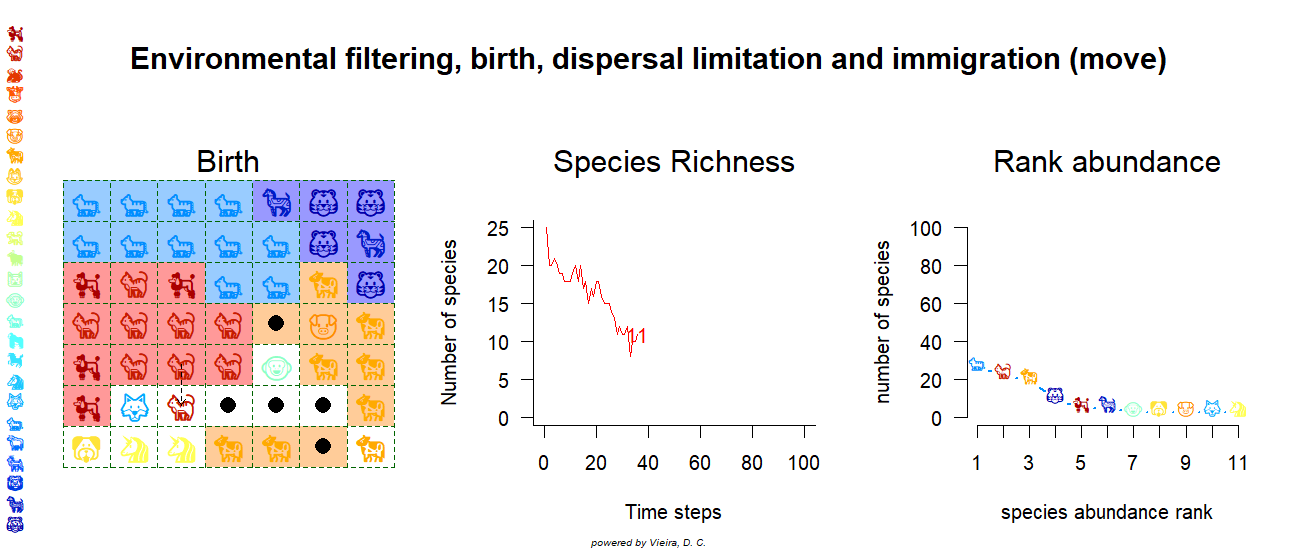 Environmental filtering, birth, dispersal limitation and immigration (move)
Birth
Species Richness
Rank abundance
Number of species
25
20
15
10
5
0
11
0 20 40 60 80 100
Time steps
number of species
100
80
60
40
20
0
1 3 5 7 9 11
species abundance rank
powered by Vieira, D. C.